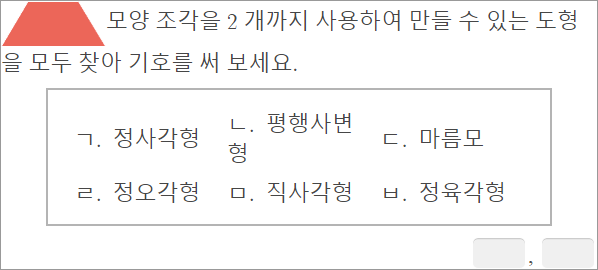 모양 조각을 2 개까지 사용하여 만들 수 있는 도형
을 모두 찾아 기호를 써 보세요.
ㄱ. 정사각형 ㄴ. 평행사변형 ㄷ. 마름모
ㄹ. 정오각형 ㅁ. 직사각형 ㅂ. 정육각형
,